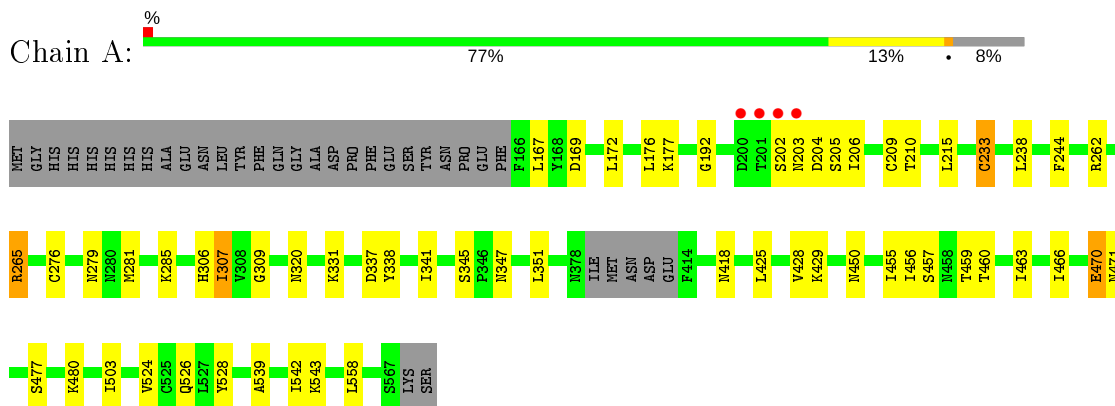 %
Chain A:
77% 13% • 8%
MET GLY HIS HIS HIS HIS HIS HIS ALA GLU ASN LEU TYR PHE GLN GLY ALA ASP PRO PHE GLU SER TYR ASN PRO GLU PHE F166 L167 Y168 D169 L172 L176 K177 G192 D200 T201 S202 N203 D204 S205 I206 C209 T210 L215 C233 L238 F244 R262
R265 C276 N279 N280 M281 K285 H306 I307 V308 G309 N320 K331 D337 Y338 I341 S345 P346 N347 L351 N378 ILE MET ASN ASP GLU F414 N418 L425 V428 K429 N450 I455 I456 S457 N458 T459 T460 I463 I466 E470 N471
S477 K480 I503 V524 C525 Q526 L527 Y528 A539 I542 K543 L558 S567 LYS SER